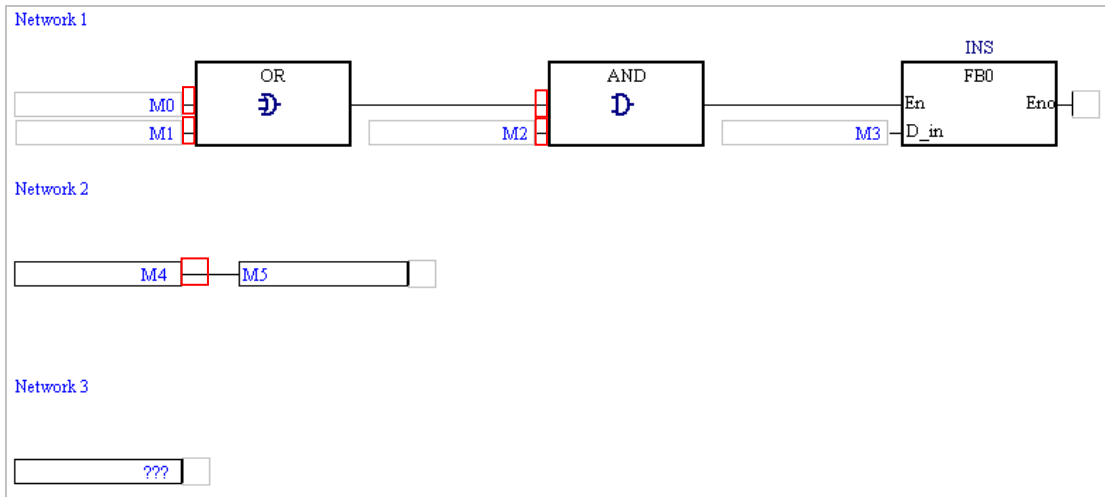 Network 1
INS
OR AND FB0
M0 En Eno
M1 M2 M3 D_in
Network 2
M4 M5
Network 3
???